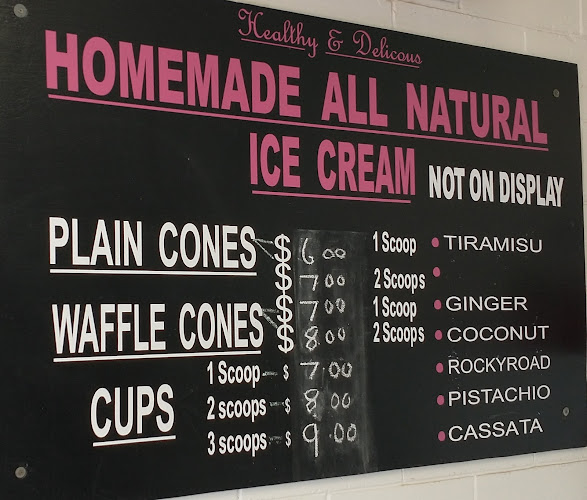 Healthy & Delicous
HOMEMADE ALL NATURAL
ICE CREAM NOT ON DISPLAY
PLAIN CONES $ 6 00 1 Scoop • TIRAMISU
$ 7 00 2 Scoops •
WAFFLE CONES $ 7 00 1 Scoop • GINGER
$ 8.00 2 Scoops • COCONUT
CUPS 1 Scoop $ 7.00 • ROCKYROAD
2 scoops $ 8.00 • PISTACHIO
3 scoops $ 9.00 • CASSATA